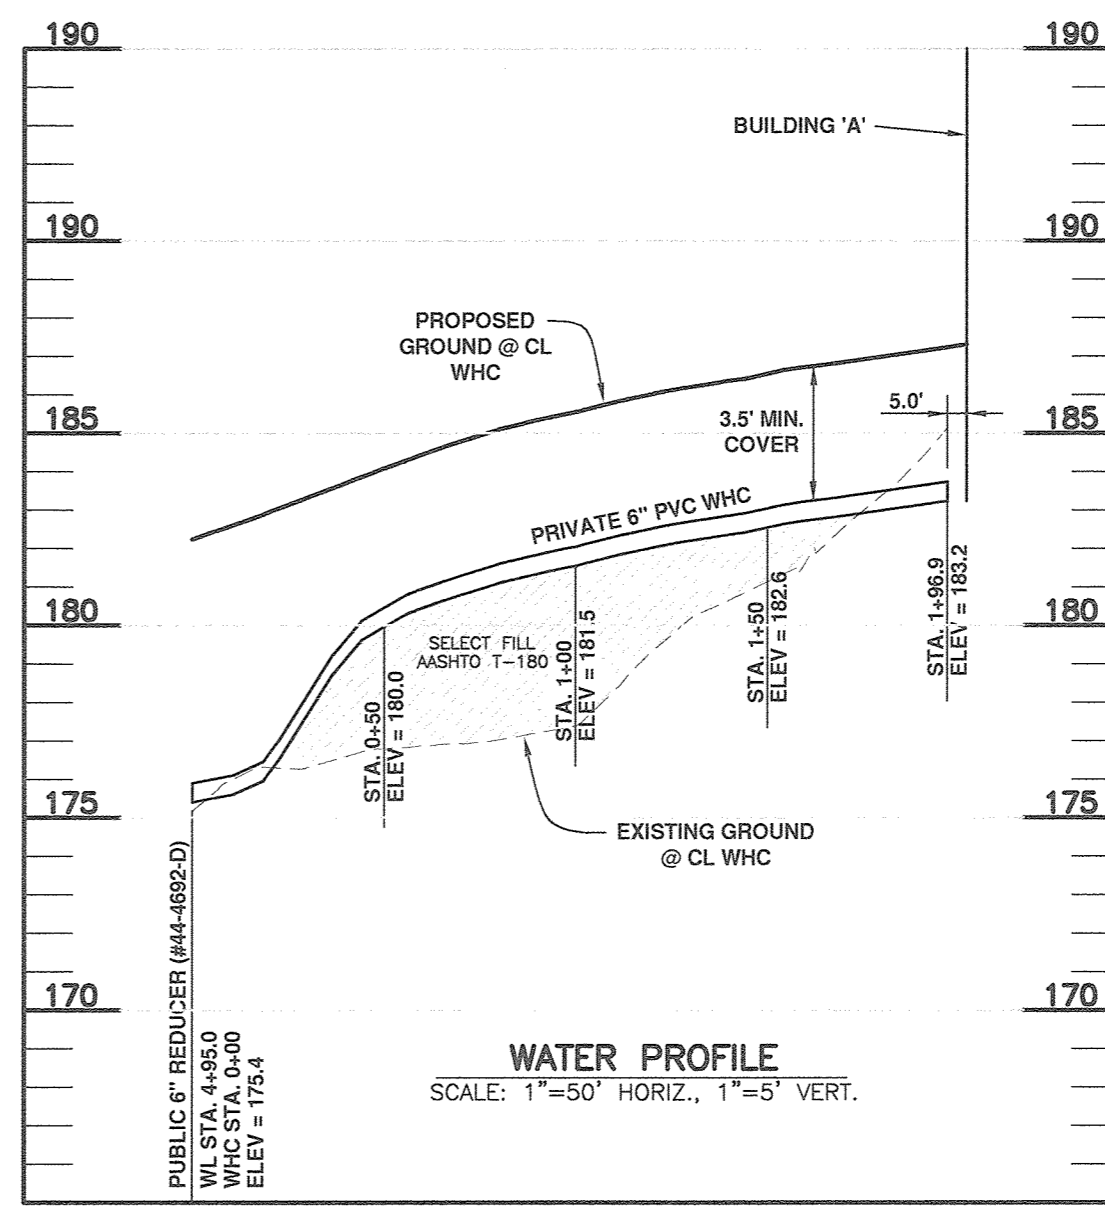 190
190
BUILDING 'A'
190
190
PROPOSED
GROUND @ CL
WHC
5.0'
185
185
3.5' MIN.
COVER
PRIVATE 6" PVC WHC
180
180
SELECT FILL
AASHTO T-180
STA. 0+50
ELEV = 180.0
STA. 1+00
ELEV = 181.5
STA. 1+50
ELEV = 182.6
STA. 1+96.9
ELEV = 183.2
175
175
EXISTING GROUND
@ CL WHC
PUBLIC 6" REDUCER (#44-4692-D)
WL STA. 4+95.0
WHC STA. 0+00
ELEV = 175.4
170
170
WATER PROFILE
SCALE: 1"=50' HORIZ., 1"=5' VERT.